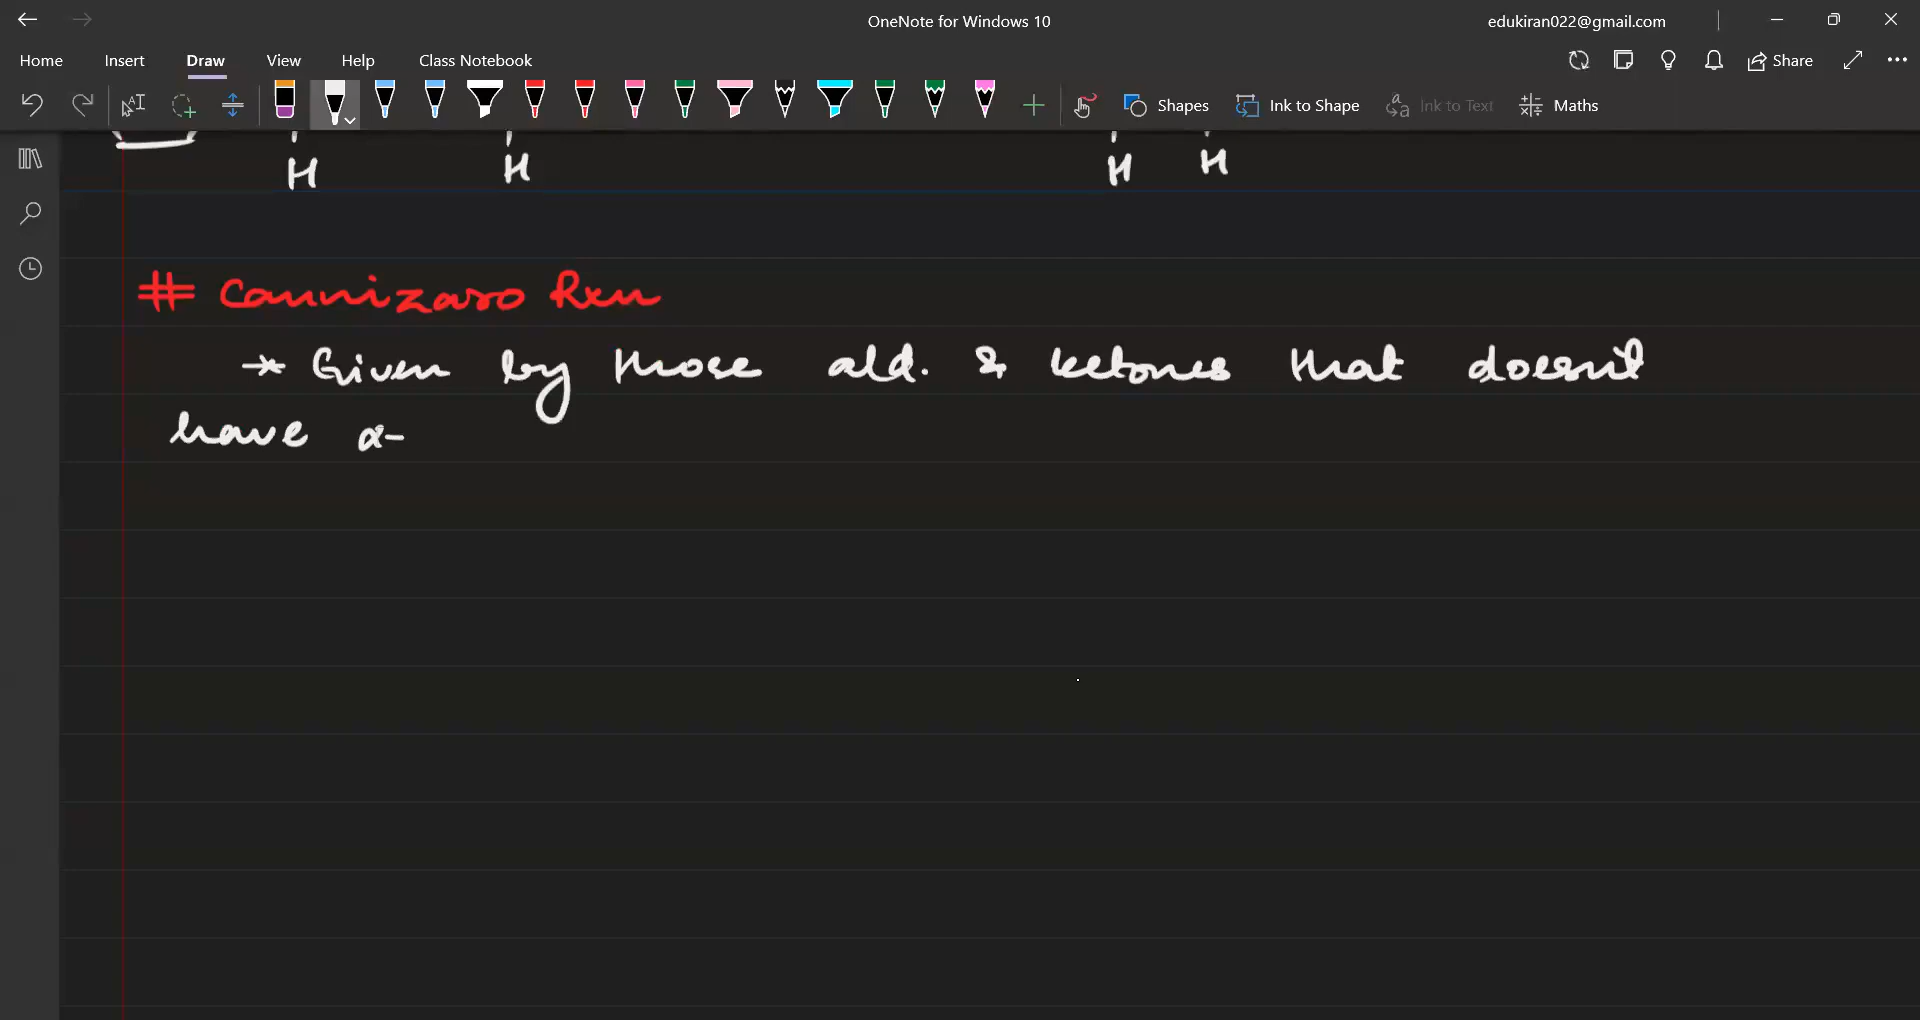 OneNote for Windows 10
edukiran022@gmail.com
Home Insert Draw View Help Class Notebook
Share
Shapes Ink to Shape Ink to Text Maths
H H H H
# Cannizaro Rxn
* Given by those ald. & ketones that doesn't
have α-